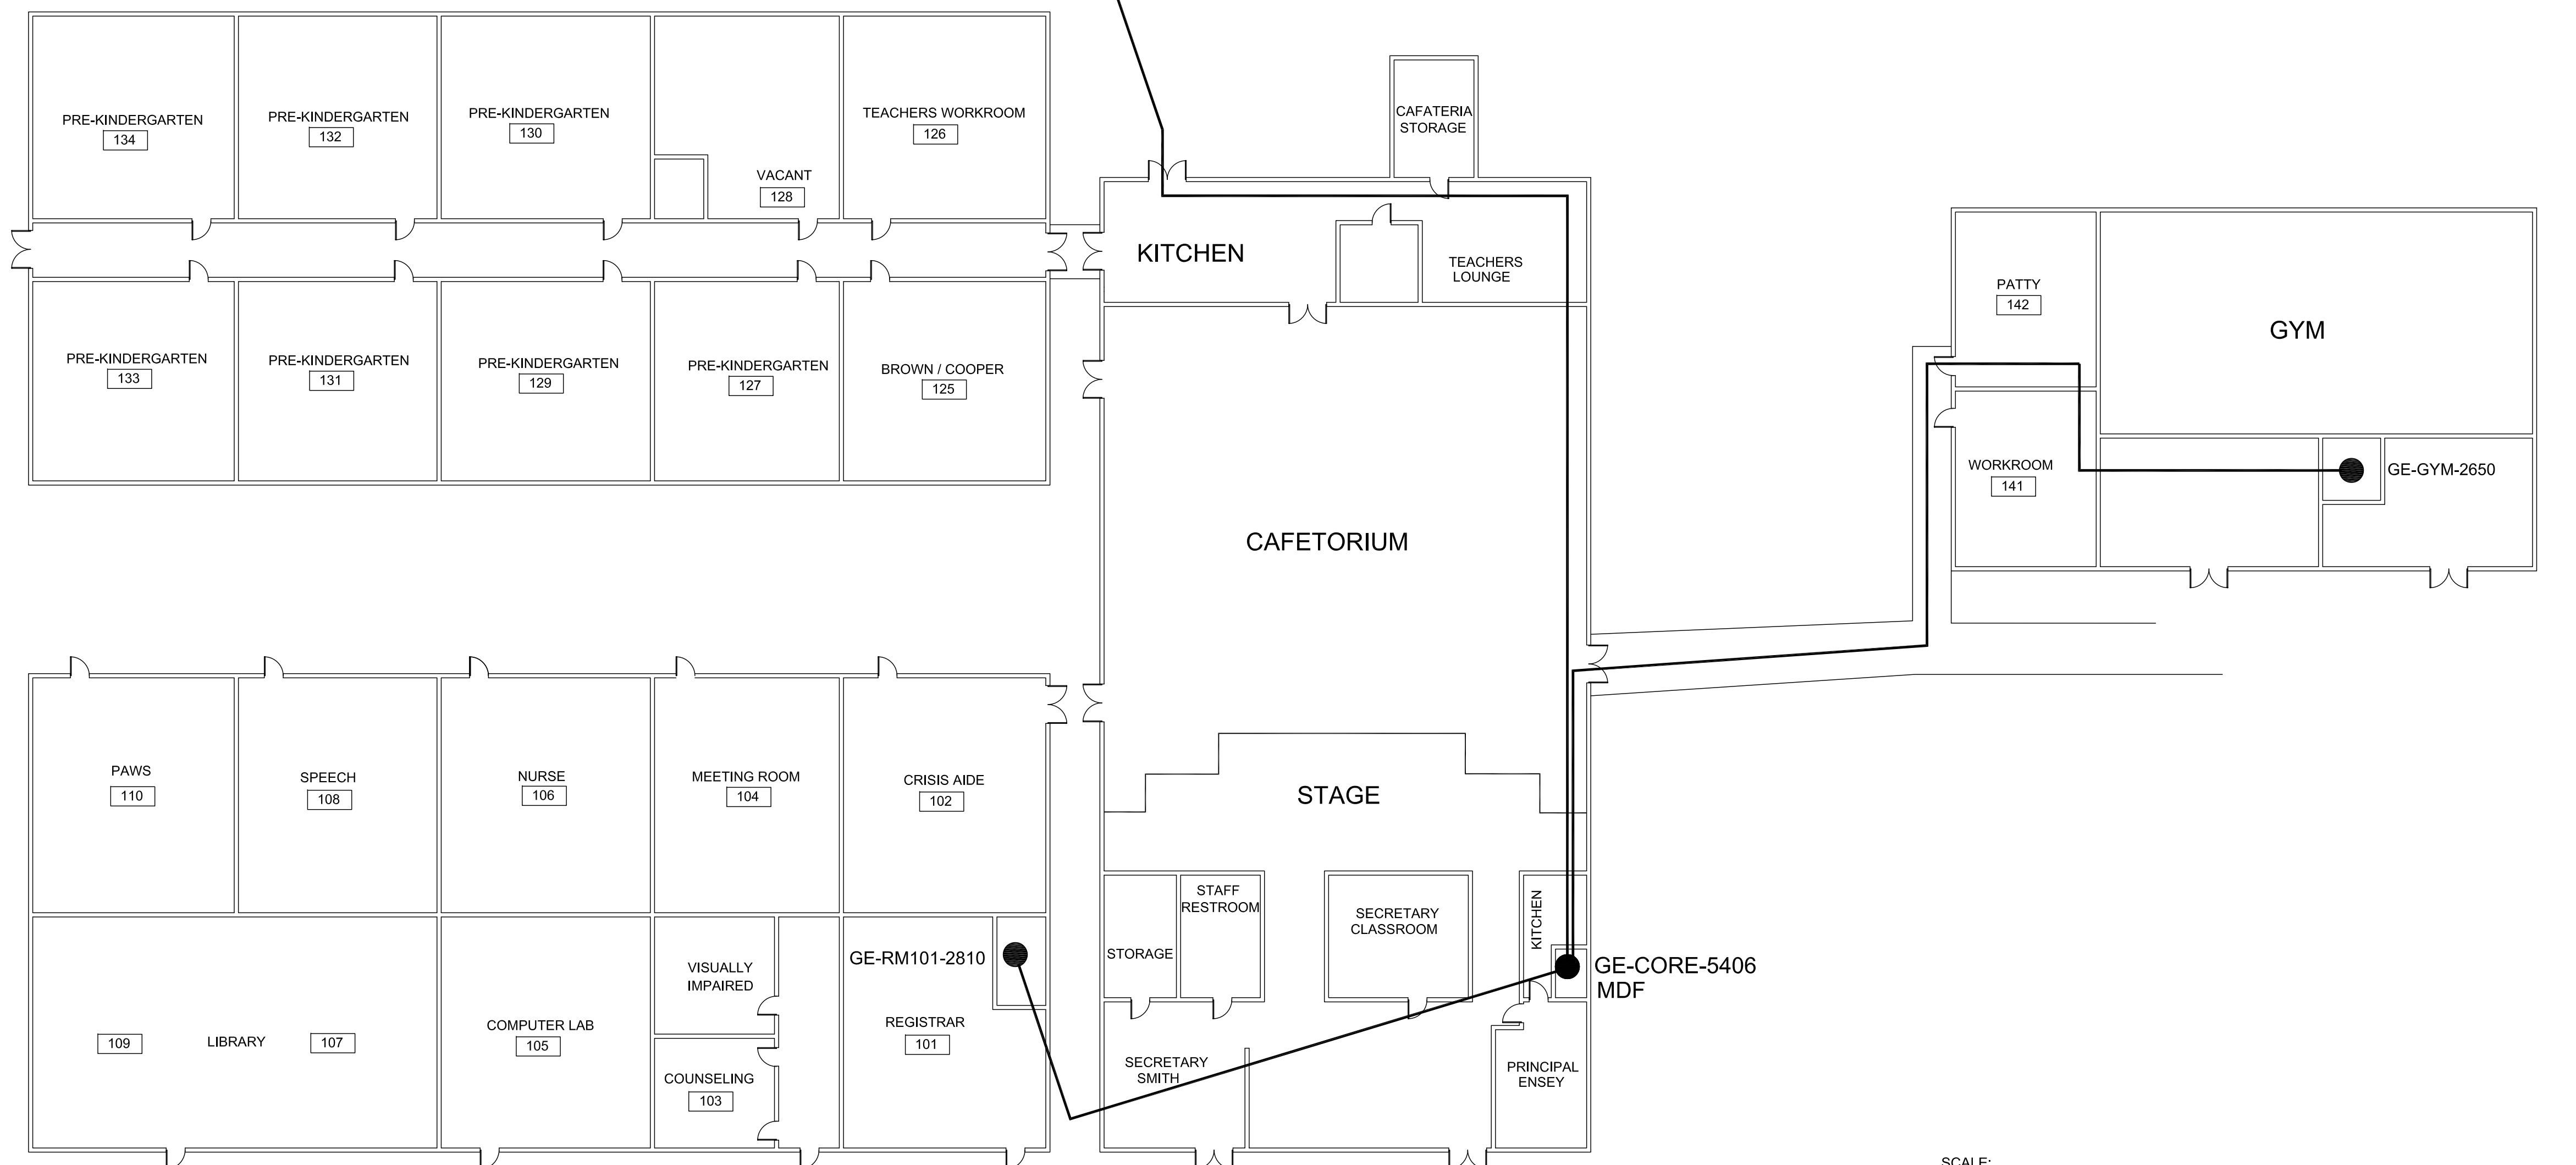 PRE-KINDERGARTEN
134
PRE-KINDERGARTEN
132
PRE-KINDERGARTEN
130
VACANT
128
TEACHERS WORKROOM
126
CAFATERIA
STORAGE
PRE-KINDERGARTEN
133
PRE-KINDERGARTEN
131
PRE-KINDERGARTEN
129
PRE-KINDERGARTEN
127
BROWN / COOPER
125
KITCHEN
TEACHERS
LOUNGE
PATTY
142
GYM
WORKROOM
141
GE-GYM-2650
CAFETORIUM
PAWS
110
SPEECH
108
NURSE
106
MEETING ROOM
104
CRISIS AIDE
102
STAGE
STORAGE
STAFF
RESTROOM
SECRETARY
CLASSROOM
KITCHEN
GE-CORE-5406
MDF
109
LIBRARY
107
COMPUTER LAB
105
VISUALLY
IMPAIRED
COUNSELING
103
GE-RM101-2810
REGISTRAR
101
SECRETARY
SMITH
PRINCIPAL
ENSEY
SCALE: